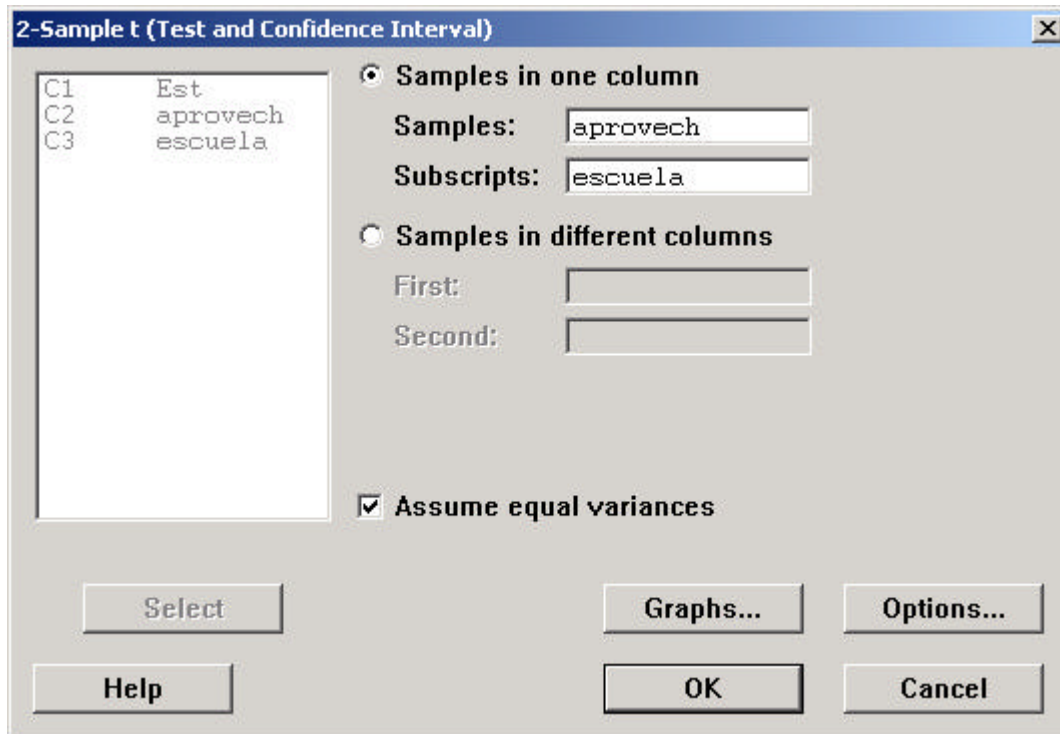 2-Sample t (Test and Confidence Interval)
C1 Est
C2 aprovech
C3 escuela
Samples in one column
Samples: aprovech
Subscripts: escuela
Samples in different columns
First:
Second:
Assume equal variances
Select
Graphs...
Options...
Help
OK
Cancel